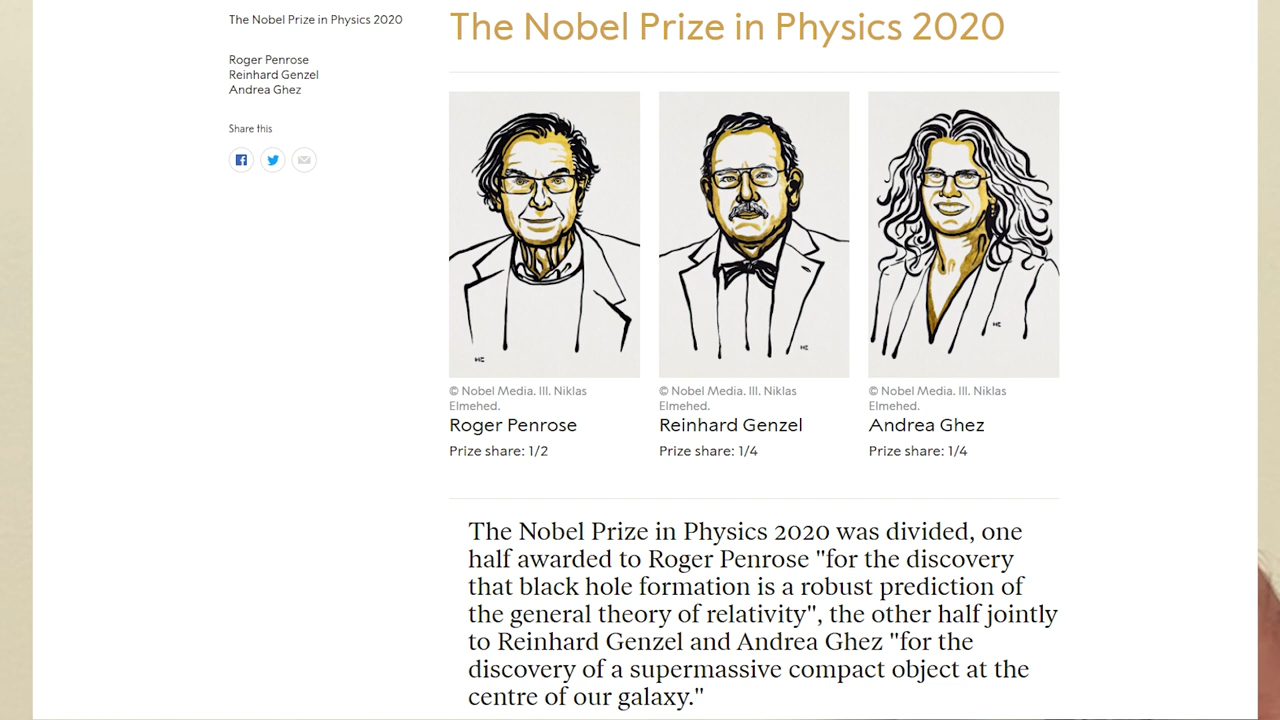 The Nobel Prize in Physics 2020
Roger Penrose
Reinhard Genzel
Andrea Ghez
Share this
The Nobel Prize in Physics 2020
© Nobel Media. Ill. Niklas
Elmehed.
Roger Penrose
Prize share: 1/2
© Nobel Media. Ill. Niklas
Elmehed.
Reinhard Genzel
Prize share: 1/4
© Nobel Media. Ill. Niklas
Elmehed.
Andrea Ghez
Prize share: 1/4
The Nobel Prize in Physics 2020 was divided, one
half awarded to Roger Penrose "for the discovery
that black hole formation is a robust prediction of
the general theory of relativity", the other half jointly
to Reinhard Genzel and Andrea Ghez "for the
discovery of a supermassive compact object at the
centre of our galaxy."